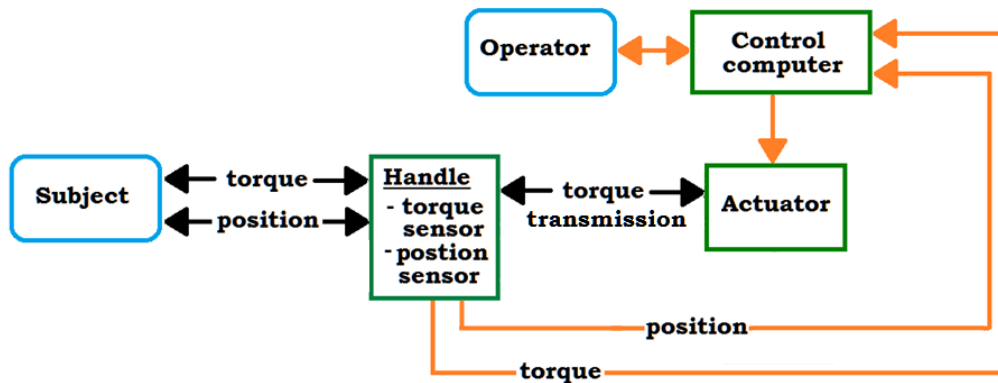 Operator
Control
computer
Subject
torque
position
Handle
- torque
sensor
- postion
sensor
torque
transmission
Actuator
position
torque